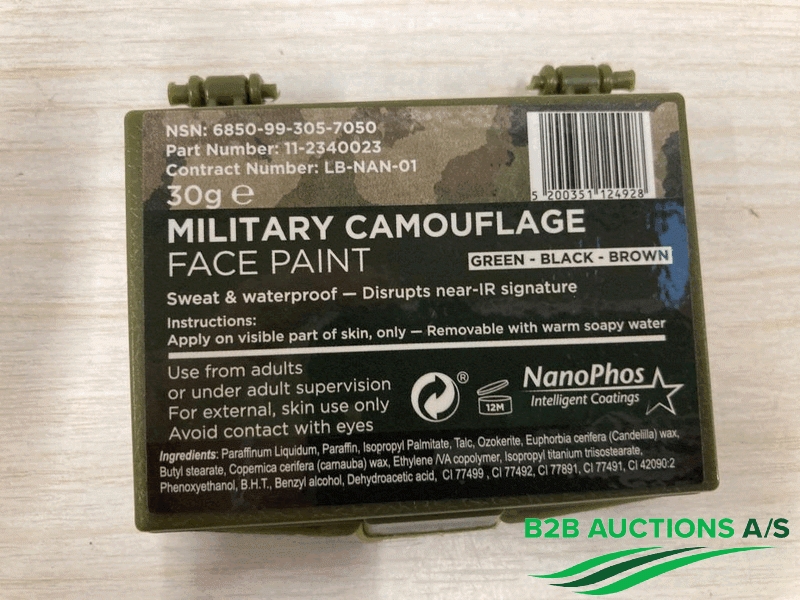 NSN: 6850-99-305-7050
Part Number: 11-2340023
Contract Number: LB-NAN-01
30g ℮
5 200351 124928
MILITARY CAMOUFLAGE
FACE PAINT
GREEN - BLACK - BROWN
Sweat & waterproof — Disrupts near-IR signature
Instructions:
Apply on visible part of skin, only — Removable with warm soapy water
Use from adults
or under adult supervision
For external, skin use only
Avoid contact with eyes
®
12M
NanoPhos
Intelligent Coatings
Ingredients: Paraffinum Liquidum, Paraffin, Isopropyl Palmitate, Talc, Ozokerite, Euphorbia cerifera (Candelilla) wax,
Butyl stearate, Copernica cerifera (carnauba) wax, Ethylene /VA copolymer, Isopropyl titanium triisostearate,
Phenoxyethanol, B.H.T., Benzyl alcohol, Dehydroacetic acid, CI 77499 , CI 77492, CI 77891, CI 77491, CI 42090:2
B2B AUCTIONS A/S